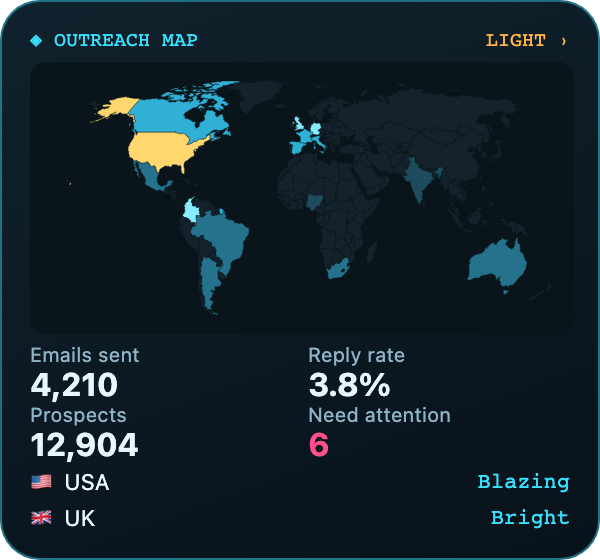 ◆ OUTREACH MAP
LIGHT ›
Emails sent
Reply rate
4,210
3.8%
Prospects
Need attention
12,904
6
🇺🇸 USA
Blazing
🇬🇧 UK
Bright